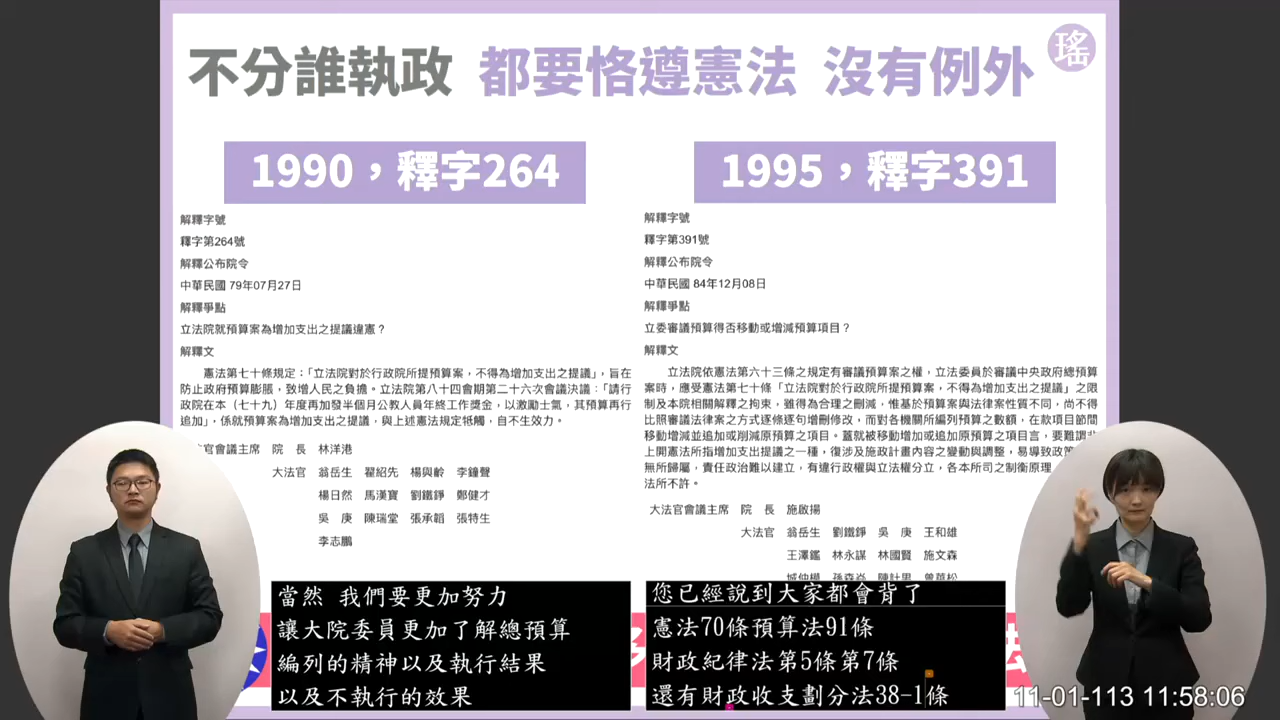 不分誰執政 都要恪遵憲法 沒有例外
瑤
1990，釋字264
解釋字號
釋字第264號
解釋公布院令
中華民國 79年07月27日
解釋爭點
立法院就預算案為增加支出之提議違憲？
解釋文
憲法第七十條規定：「立法院對於行政院所提預算案，不得為增加支出之提議」，旨在
防止政府預算膨脹，致增人民之負擔。立法院第八十四會期第二十六次會議決議：「請行
政院在本（七十九）年度再加發半個月公教人員年終工作獎金，以激勵士氣，其預算再行
追加」，係就預算案為增加支出之提議，與上述憲法規定牴觸，自不生效力。
官會議主席 院 長 林洋港
大法官 翁岳生 翟紹先 楊與齡 李鐘聲
楊日然 馬漢寶 劉鐵錚 鄭健才
吳 庚 陳瑞堂 張承韜 張特生
李志鵬
1995，釋字391
解釋字號
釋字第391號
解釋公布院令
中華民國 84年12月08日
解釋爭點
立委審議預算得否移動或增減預算項目？
解釋文
立法院依憲法第六十三條之規定有審議預算案之權，立法委員於審議中央政府總預算
案時，應受憲法第七十條「立法院對於行政院所提預算案，不得為增加支出之提議」之限
制及本院相關解釋之拘束，雖得為合理之刪減，惟基於預算案與法律案性質不同，尚不得
比照審議法律案之方式逐條逐句增刪修改，而對各機關所編列預算之數額，在款項目節間
移動增減並追加或削減原預算之項目。蓋就被移動增加或追加原預算之項目言，要難謂非
上開憲法所指增加支出提議之一種，復涉及施政計畫內容之變動與調整，易導致政策
無所歸屬，責任政治難以建立，有違行政權與立法權分立，各本所司之制衡原理
法所不許。
大法官會議主席 院 長 施啟揚
大法官 翁岳生 劉鐵錚 吳 庚 王和雄
王澤鑑 林永謀 林國賢 施文森
城仲模 孫森焱 陳計男 曾華松
當然 我們要更加努力
讓大院委員更加了解總預算
編列的精神以及執行結果
以及不執行的效果
您已經說到大家都會背了
憲法70條預算法91條
財政紀律法第5條第7條
還有財政收支劃分法38-1條
11-01-113 11:58:06